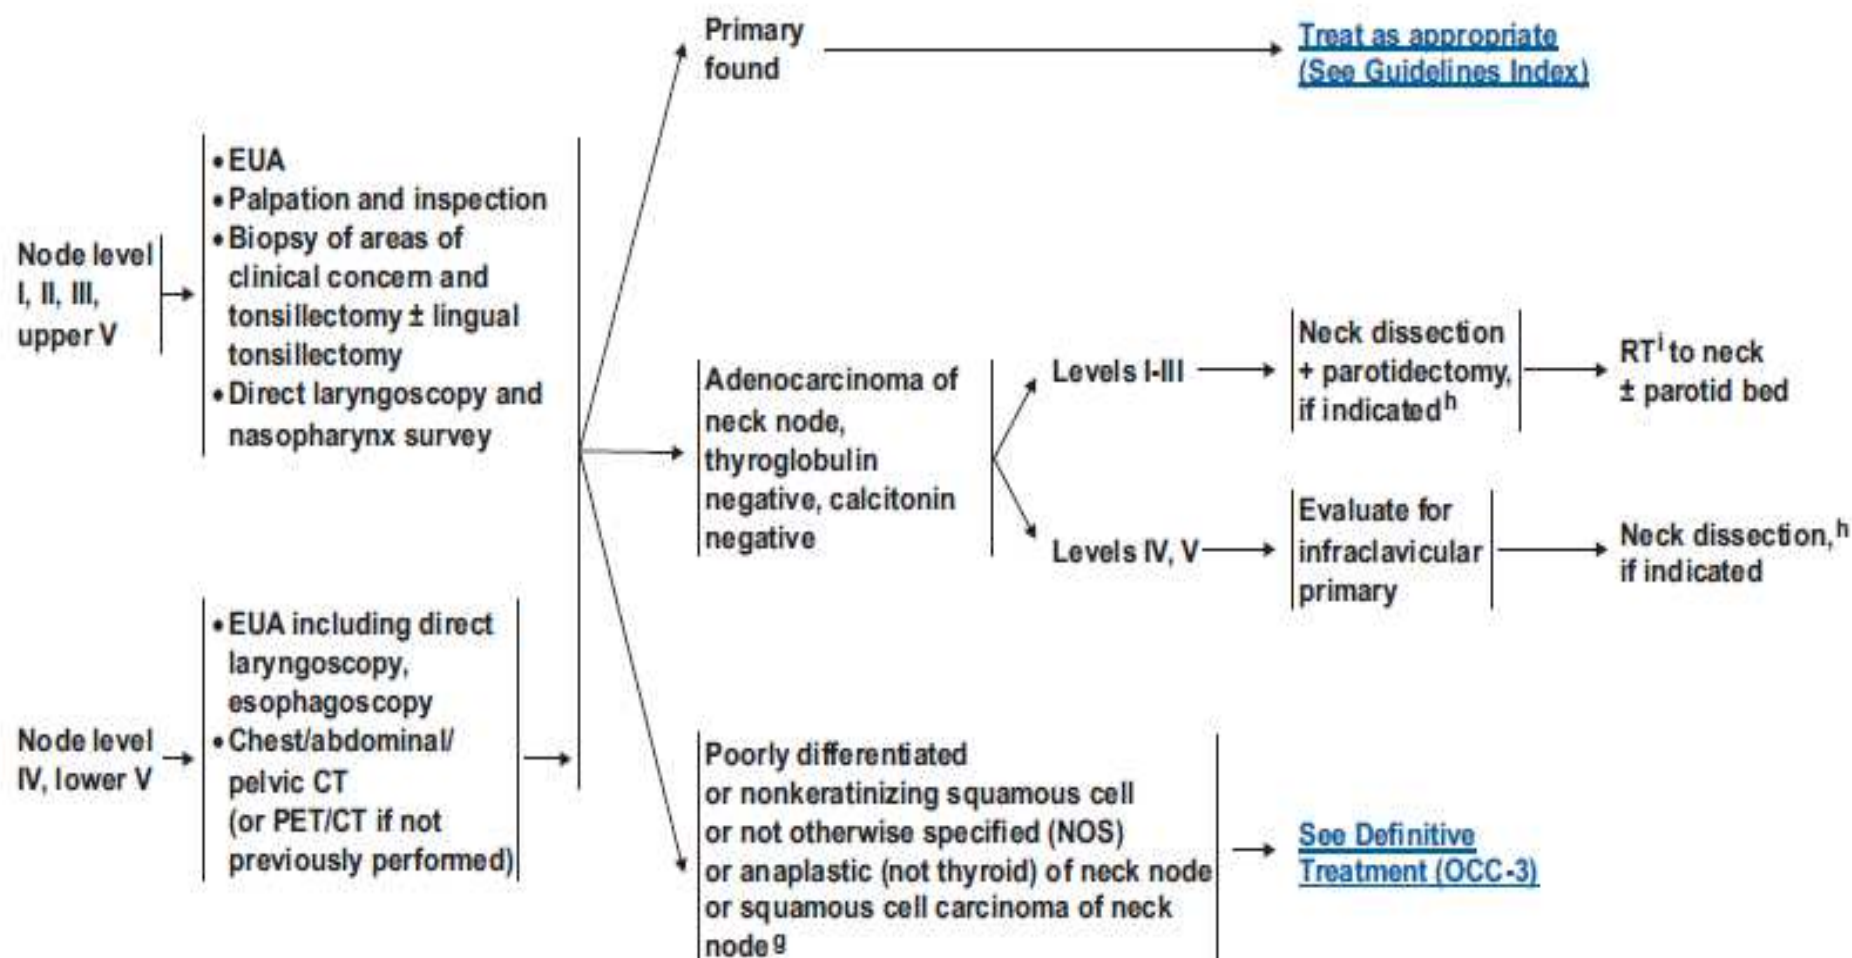 Primary
found
Treat as appropriate
(See Guidelines Index)
Node level
I, II, III,
upper V
• EUA
• Palpation and inspection
• Biopsy of areas of
clinical concern and
tonsillectomy ± lingual
tonsillectomy
• Direct laryngoscopy and
nasopharynx survey
Node level
IV, lower V
• EUA including direct
laryngoscopy,
esophagoscopy
• Chest/abdominal/
pelvic CT
(or PET/CT if not
previously performed)
Adenocarcinoma of
neck node,
thyroglobulin
negative, calcitonin
negative
Levels I-III
Neck dissection
+ parotidectomy,
if indicated h
RT i to neck
± parotid bed
Levels IV, V
Evaluate for
infraclavicular
primary
Neck dissection, h
if indicated
Poorly differentiated
or nonkeratinizing squamous cell
or not otherwise specified (NOS)
or anaplastic (not thyroid) of neck node
or squamous cell carcinoma of neck
node g
See Definitive
Treatment (OCC-3)